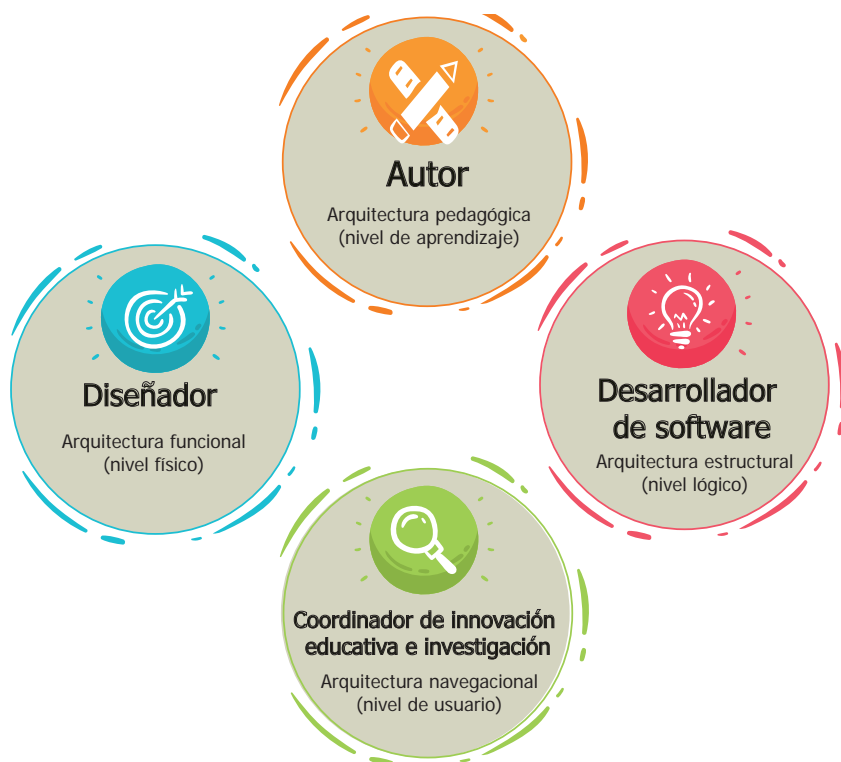 Autor
Arquitectura pedagógica
(nivel de aprendizaje)
Diseñador
Arquitectura funcional
(nivel físico)
Desarrollador
de software
Arquitectura estructural
(nivel lógico)
Coordinador de innovación
educativa e investigación
Arquitectura navegacional
(nivel de usuario)